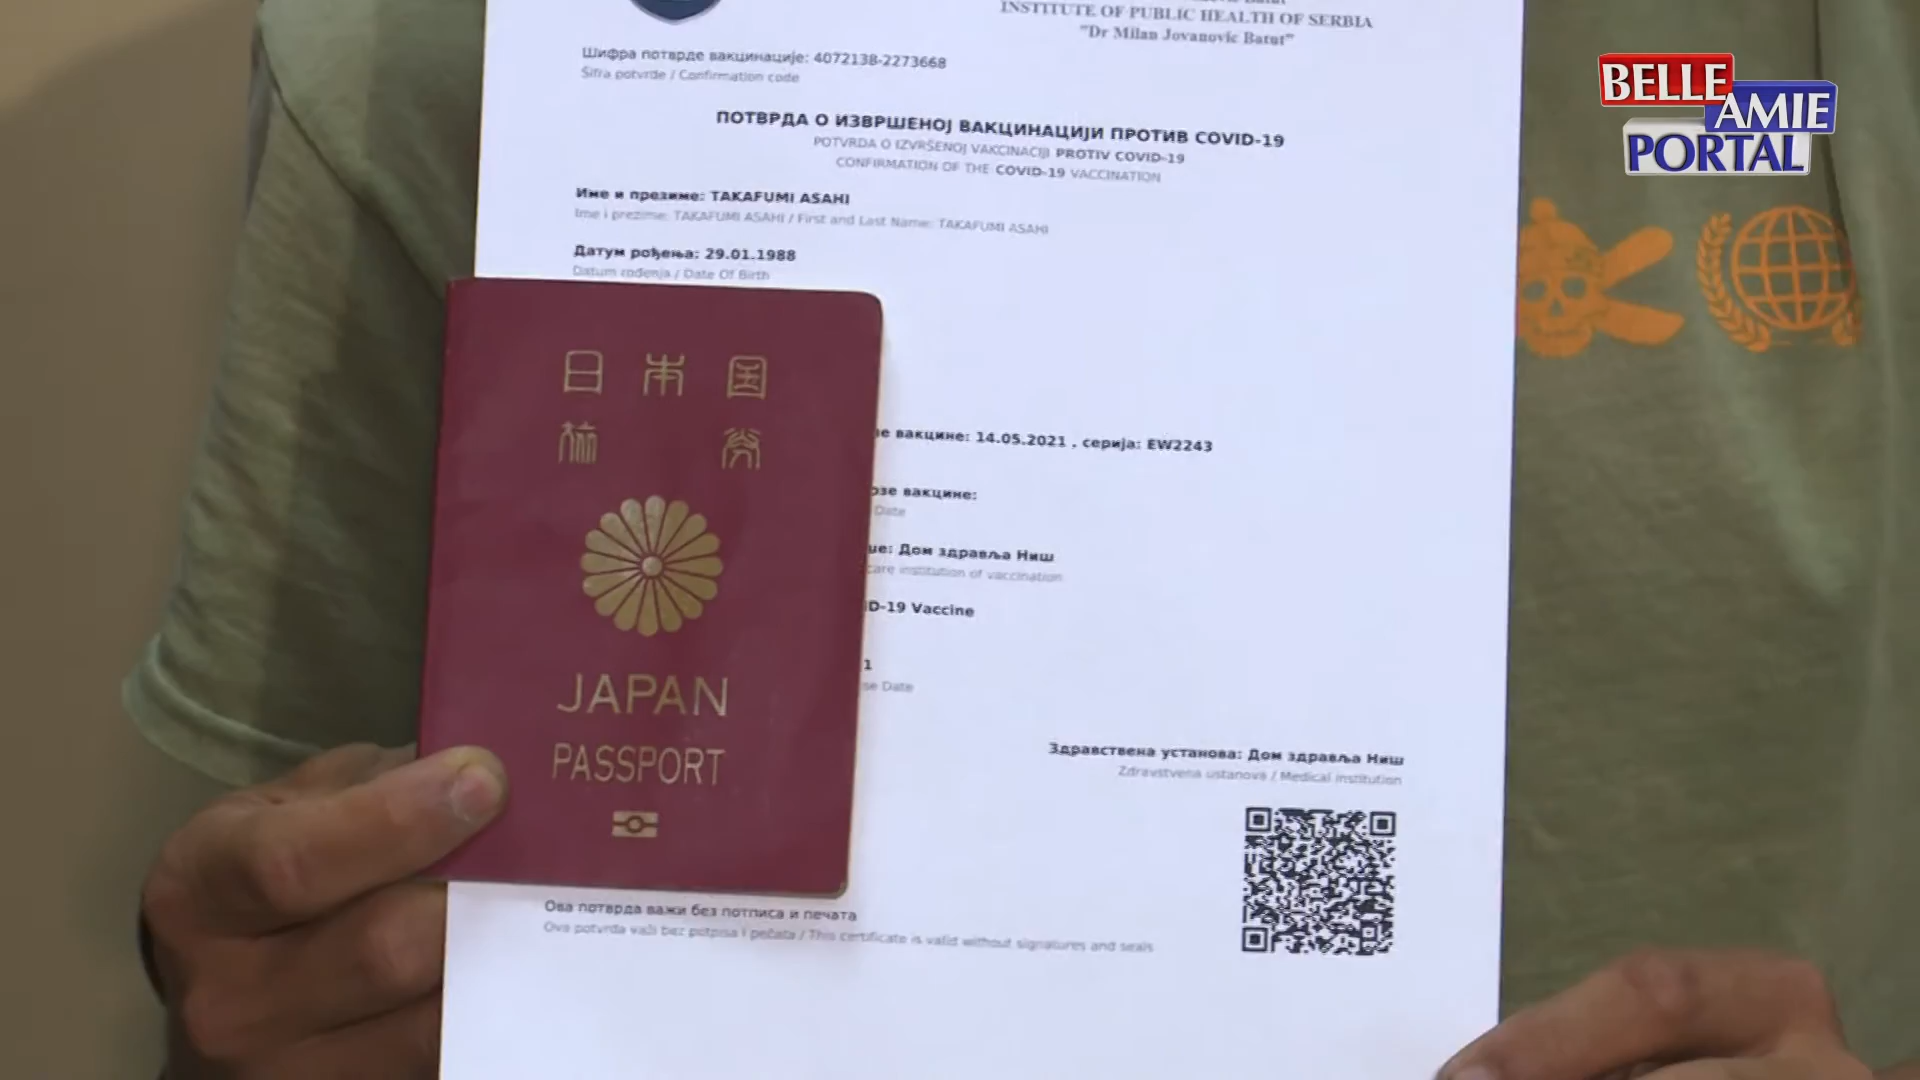 INSTITUTE OF PUBLIC HEALTH OF SERBIA
"Dr Milan Jovanovic Batut"
Шифра потврде вакцинације: 4072138-2273668
Šifra potvrde / Confirmation code
ПОТВРДА О ИЗВРШЕНОЈ ВАКЦИНАЦИЈИ ПРОТИВ COVID-19
POTVRDA O IZVRŠENOJ VAKCINACIJI PROTIV COVID-19
CONFIRMATION OF THE COVID-19 VACCINATION
Име и презиме: TAKAFUMI ASAHI
Ime i prezime: TAKAFUMI ASAHI / First and Last Name: TAKAFUMI ASAHI
Датум рођења: 29.01.1988
Datum rođenja / Date Of Birth
вакцине: 14.05.2021 , серија: EW2243
вакцине:
Date
Дом здравља Ниш
care institution of vaccination
D-19 Vaccine
1
se Date
Здравствена установа: Дом здравља Ниш
Zdravstvena ustanova / Medical institution
Ова потврда важи без потписа и печата
Ova potvrda važi bez potpisa i pečata / This certificate is valid without signatures and seals
日本国
旅券
JAPAN
PASSPORT
BELLE
AMIE
PORTAL